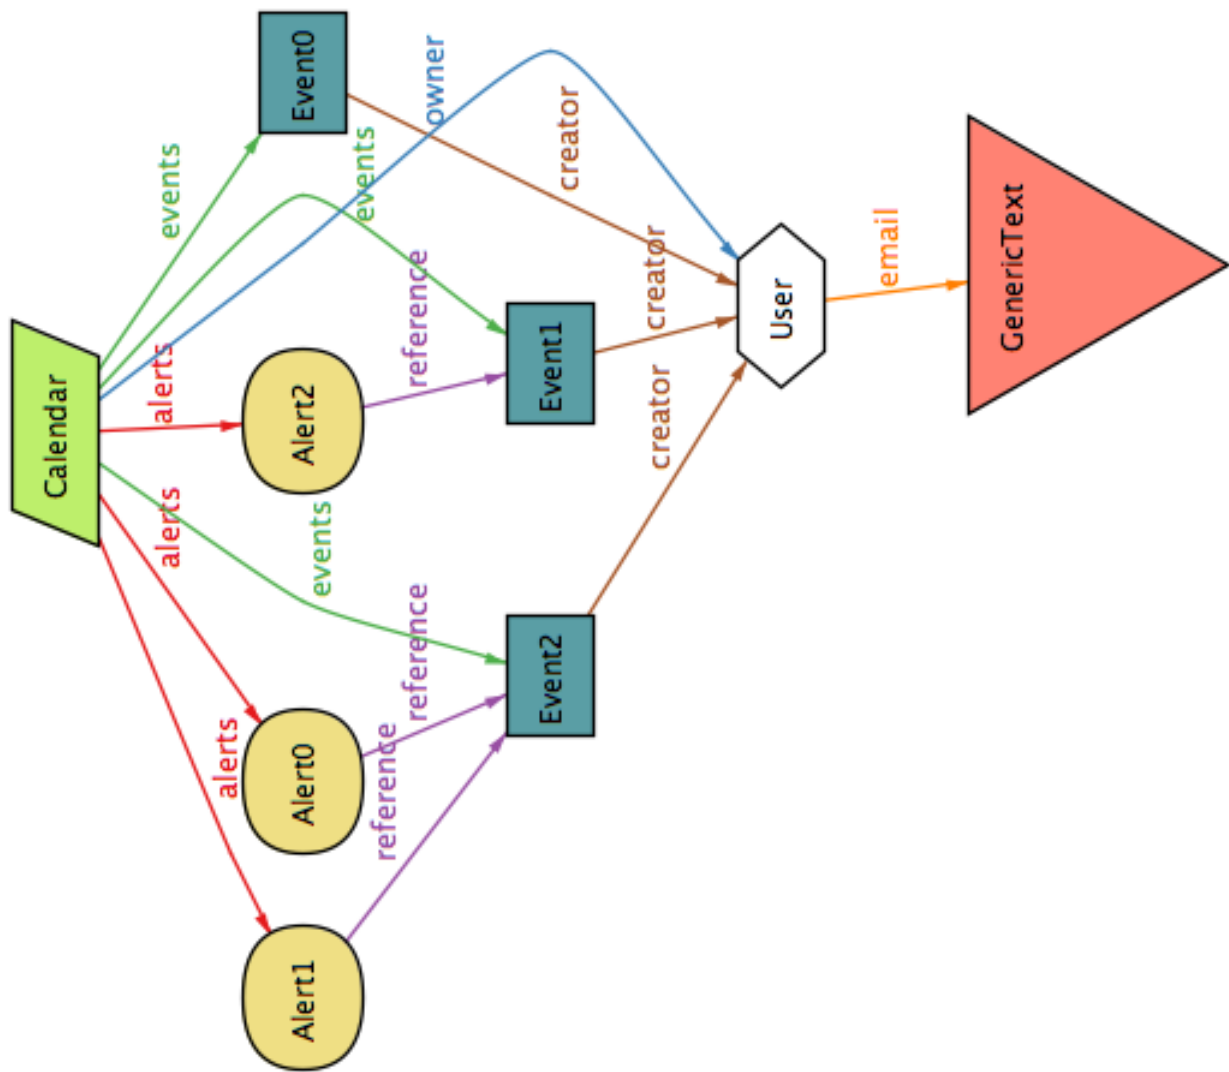 Calendar
events
events
owner
alerts
alerts
events
alerts
Event0
Alert2
Alert0
Alert1
reference
reference
reference
creator
creator
creator
Event1
Event2
User
email
GenericText